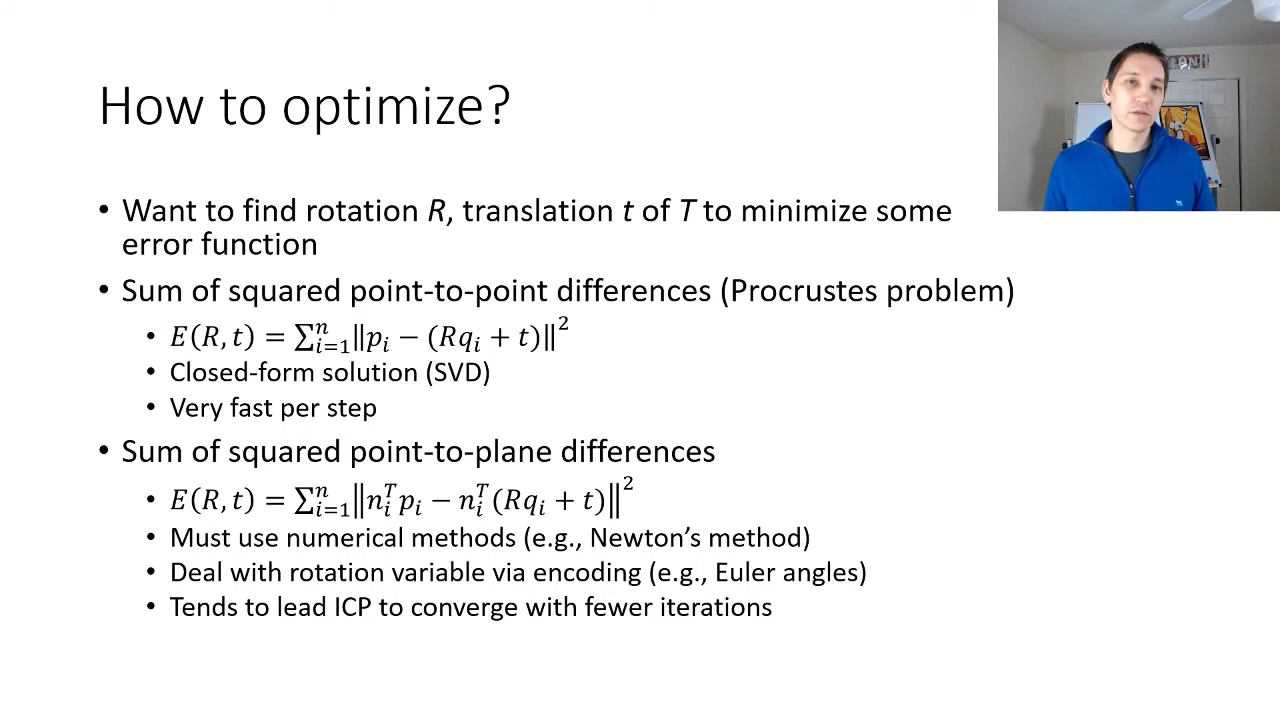 How to optimize?
• Want to find rotation R, translation t of T to minimize some
error function
• Sum of squared point-to-point differences (Procrustes problem)
• E(R, t) = ∑ⁿᵢ₌₁‖pᵢ − (Rqᵢ + t)‖²
• Closed-form solution (SVD)
• Very fast per step
• Sum of squared point-to-plane differences
• E(R, t) = ∑ⁿᵢ₌₁‖nᵢᵀpᵢ − nᵢᵀ(Rqᵢ + t)‖²
• Must use numerical methods (e.g., Newton’s method)
• Deal with rotation variable via encoding (e.g., Euler angles)
• Tends to lead ICP to converge with fewer iterations